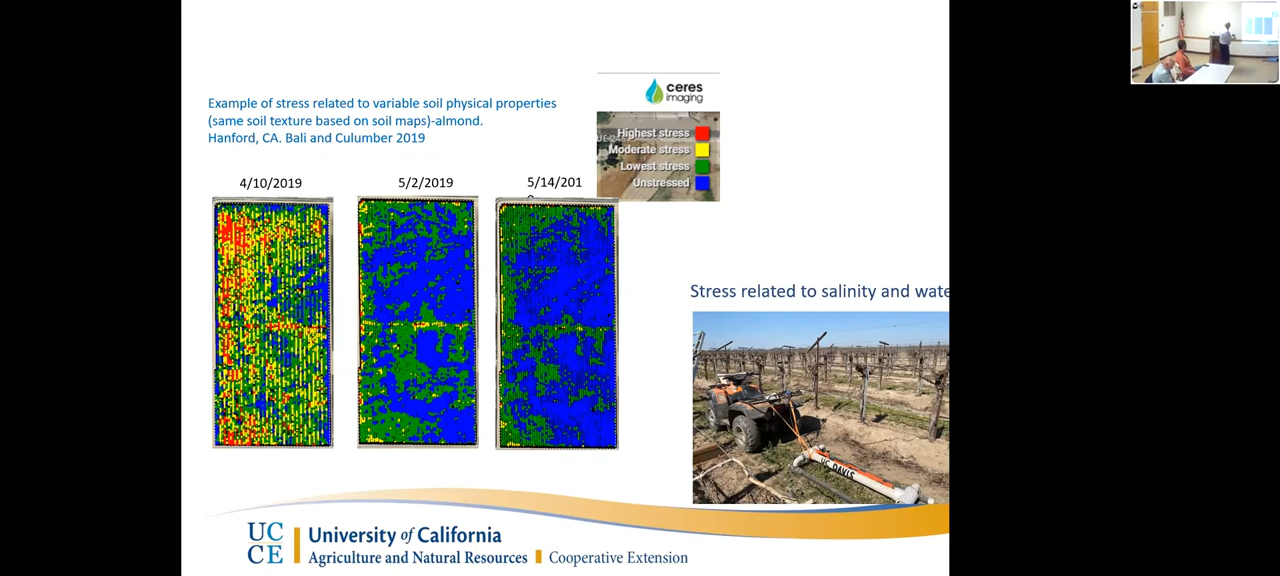 Example of stress related to variable soil physical properties
(same soil texture based on soil maps)-almond.
Hanford, CA. Bali and Culumber 2019
ceres
imaging
Highest stress
Moderate stress
Lowest stress
Unstressed
4/10/2019
5/2/2019
5/14/201
Stress related to salinity and wate
UC DAVIS
UC
CE
University of California
Agriculture and Natural Resources
Cooperative Extension